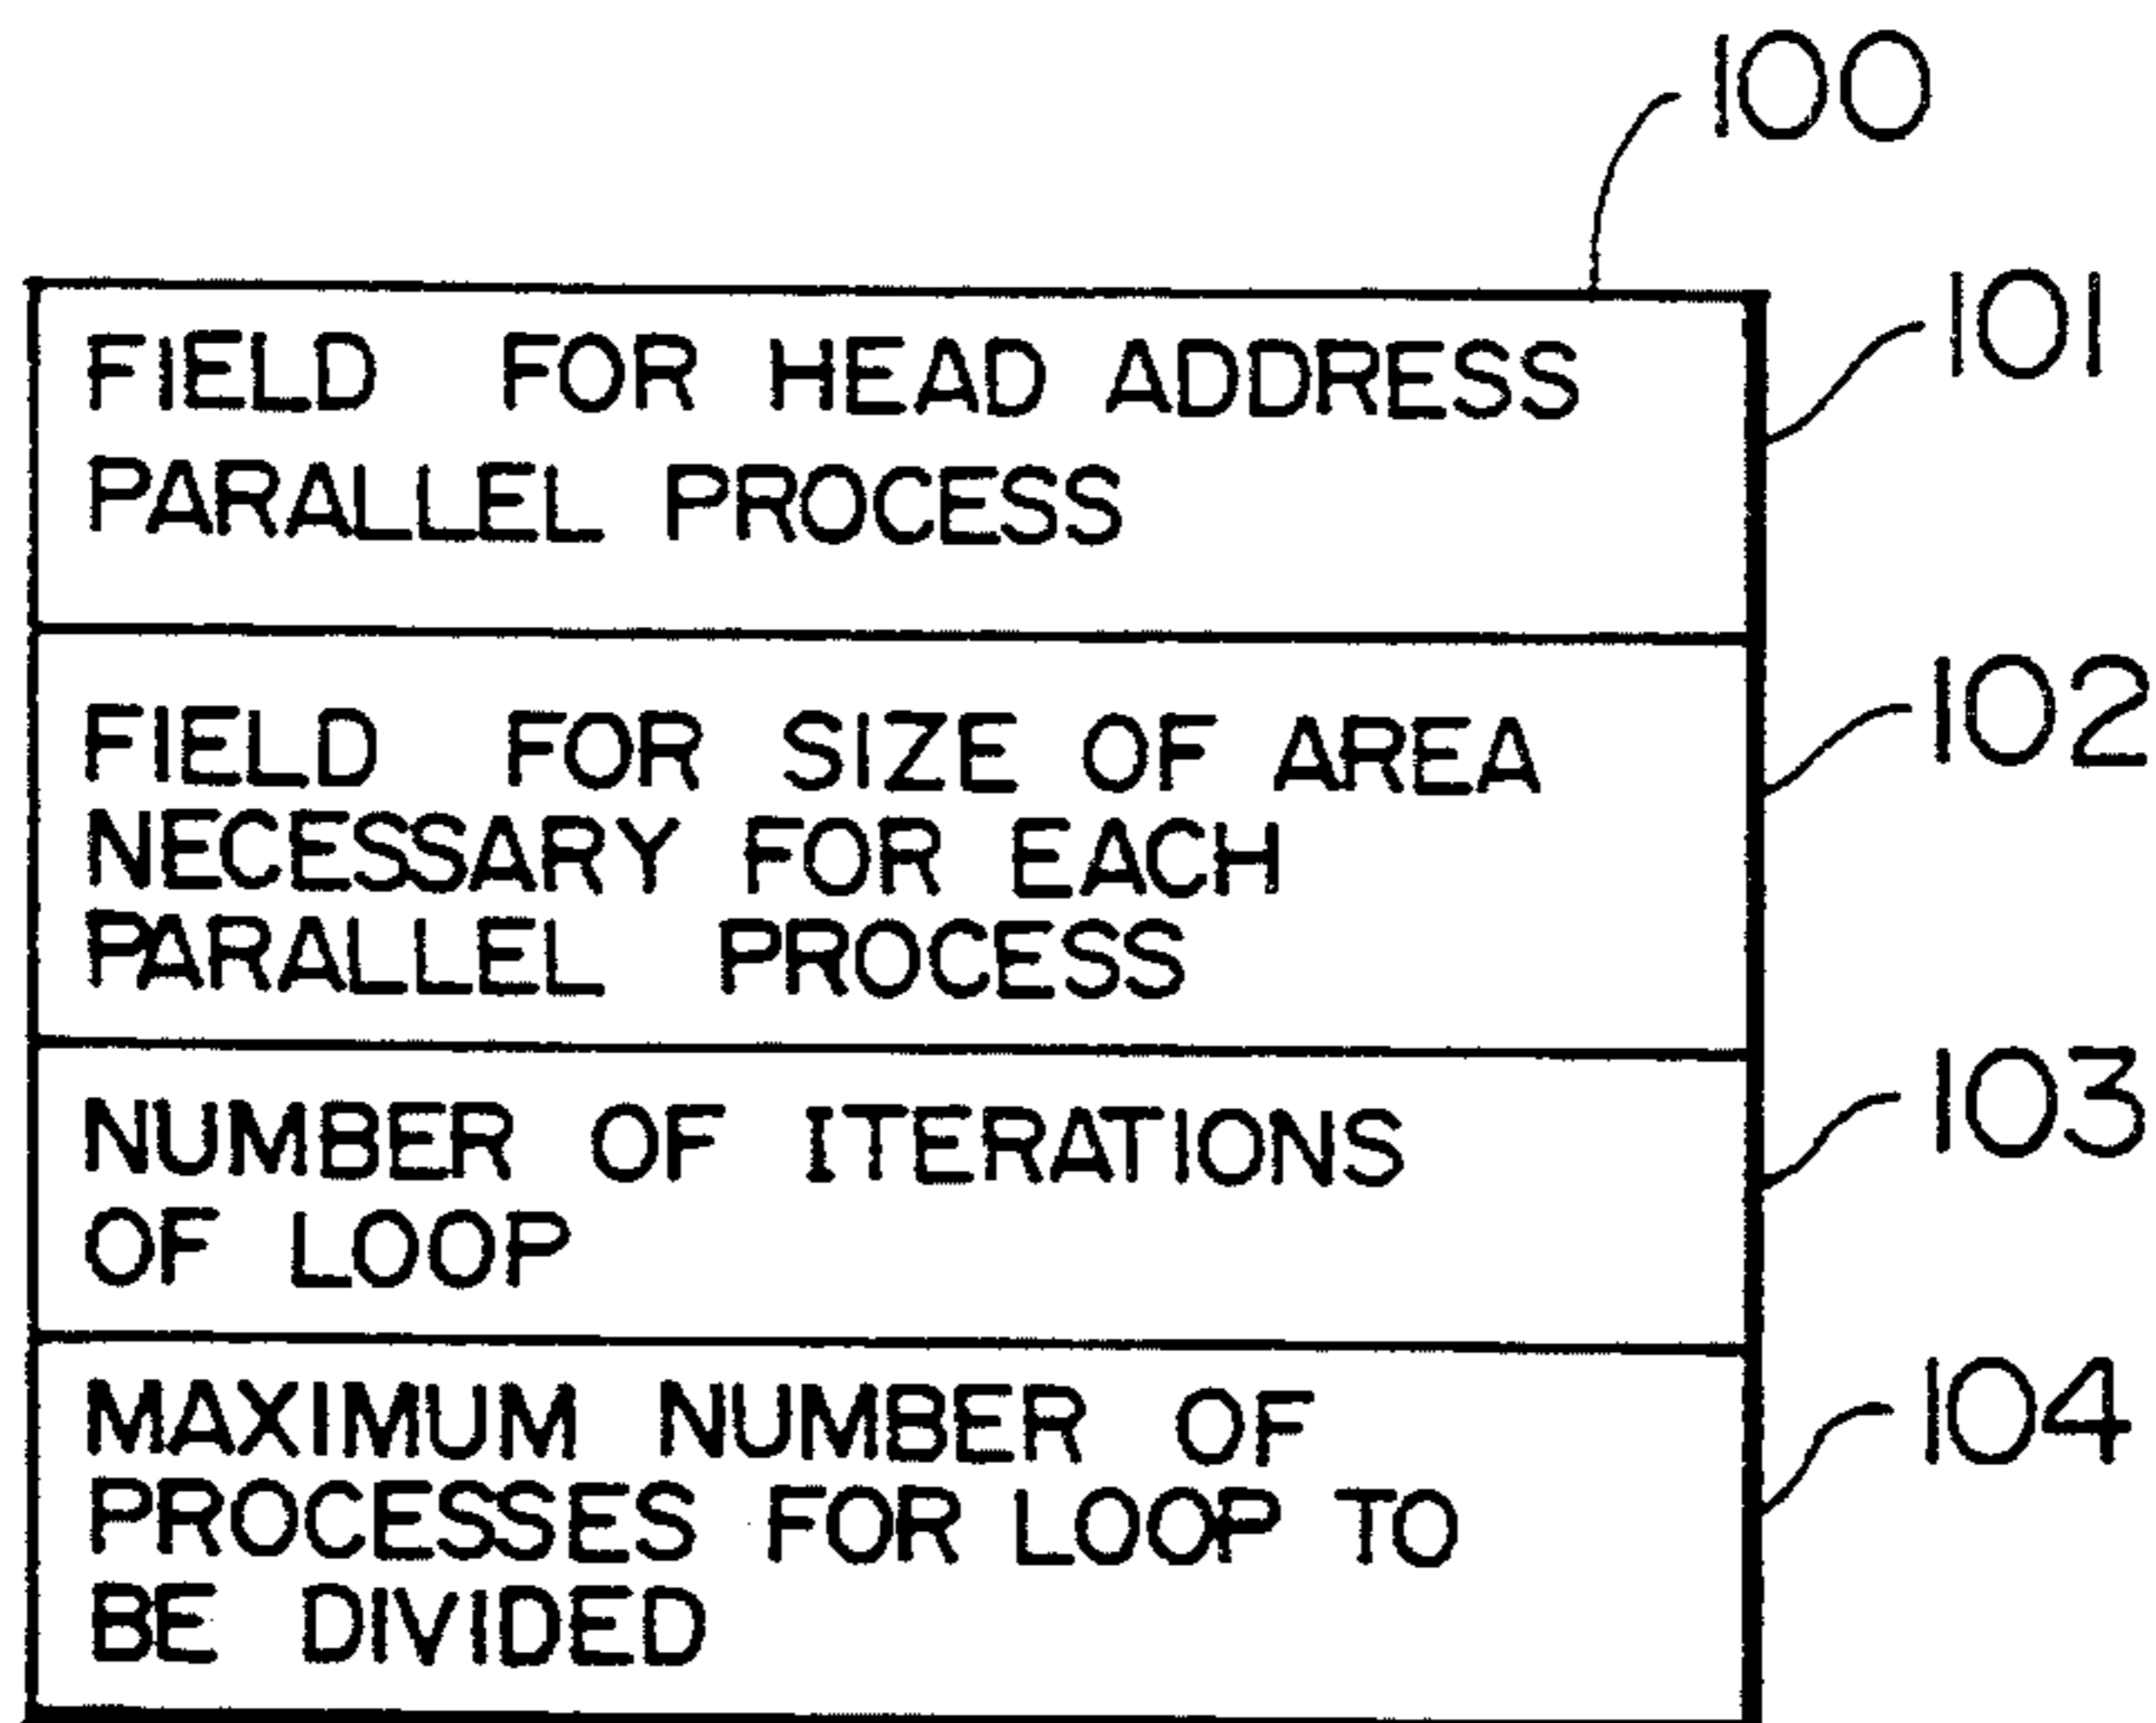 100
FIELD FOR HEAD ADDRESS
PARALLEL PROCESS
101
FIELD FOR SIZE OF AREA
NECESSARY FOR EACH
PARALLEL PROCESS
102
NUMBER OF ITERATIONS
OF LOOP
103
MAXIMUM NUMBER OF
PROCESSES FOR LOOP TO
BE DIVIDED
104